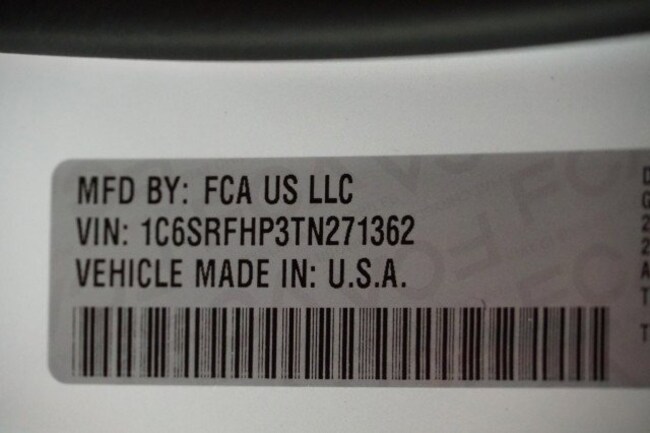 MFD BY: FCA US LLC
VIN: 1C6SRFHP3TN271362
VEHICLE MADE IN: U.S.A.